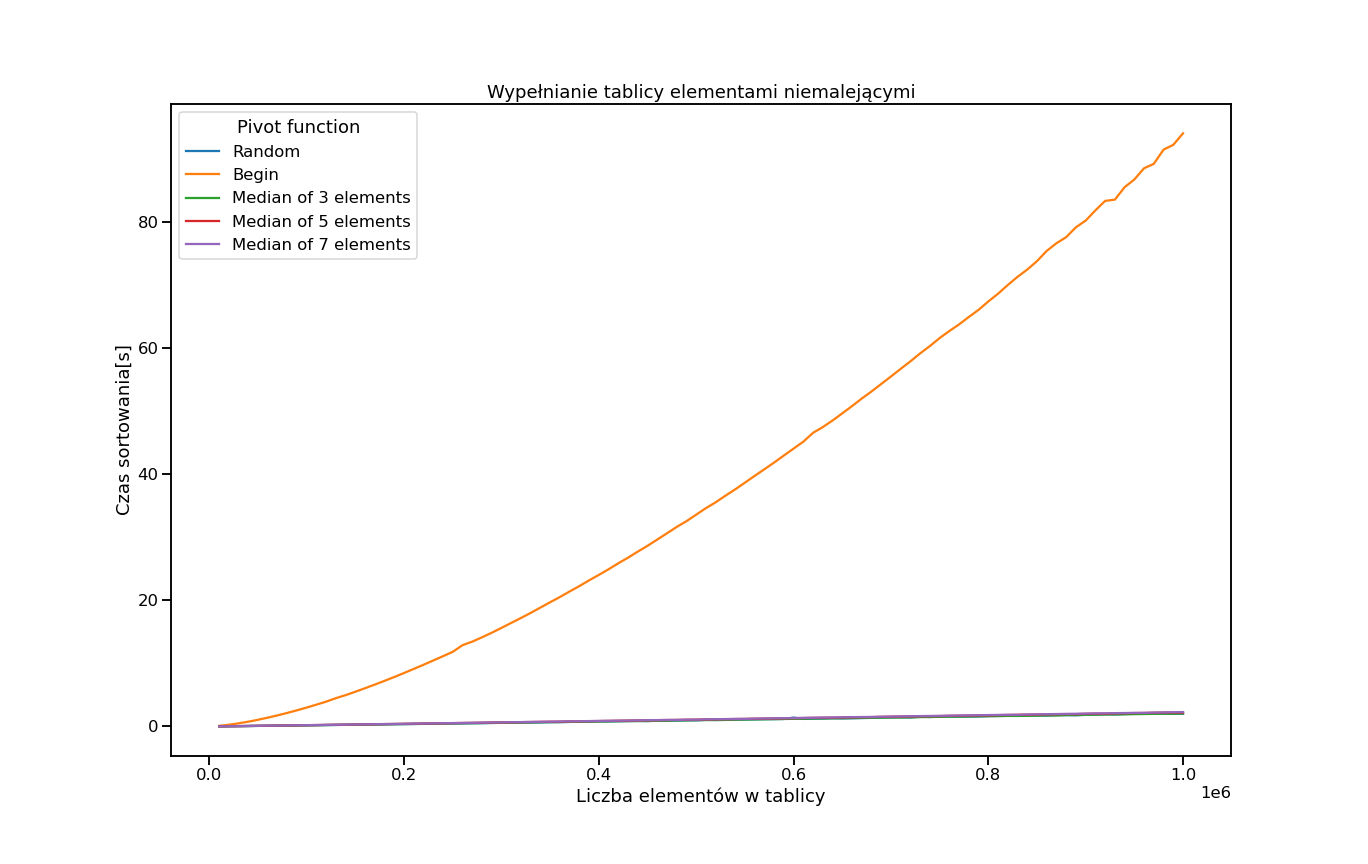 Wypełnianie tablicy elementami niemalejącymi
Pivot function
Random
Begin
Median of 3 elements
Median of 5 elements
Median of 7 elements
Czas sortowania[s]
80
60
40
20
0
0.0 0.2 0.4 0.6 0.8 1.0
1e6
Liczba elementów w tablicy